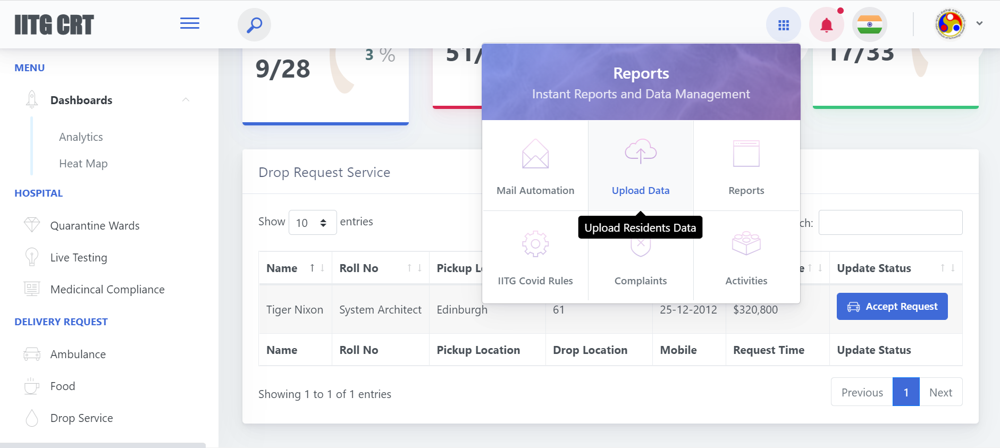 IITG CRT
MENU
Dashboards
Analytics
Heat Map
HOSPITAL
Quarantine Wards
Live Testing
Medicincal Compliance
DELIVERY REQUEST
Ambulance
Food
Drop Service
9/28
3 %
51/
17/33
Reports
Instant Reports and Data Management
Mail Automation
Upload Data
Reports
Upload Residents Data
IITG Covid Rules
Complaints
Activities
Drop Request Service
Show 10 entries
ch:
Name Roll No Pickup L e Update Status
Tiger Nixon System Architect Edinburgh 61 25-12-2012 $320,800 Accept Request
Name Roll No Pickup Location Drop Location Mobile Request Time Update Status
Showing 1 to 1 of 1 entries
Previous 1 Next